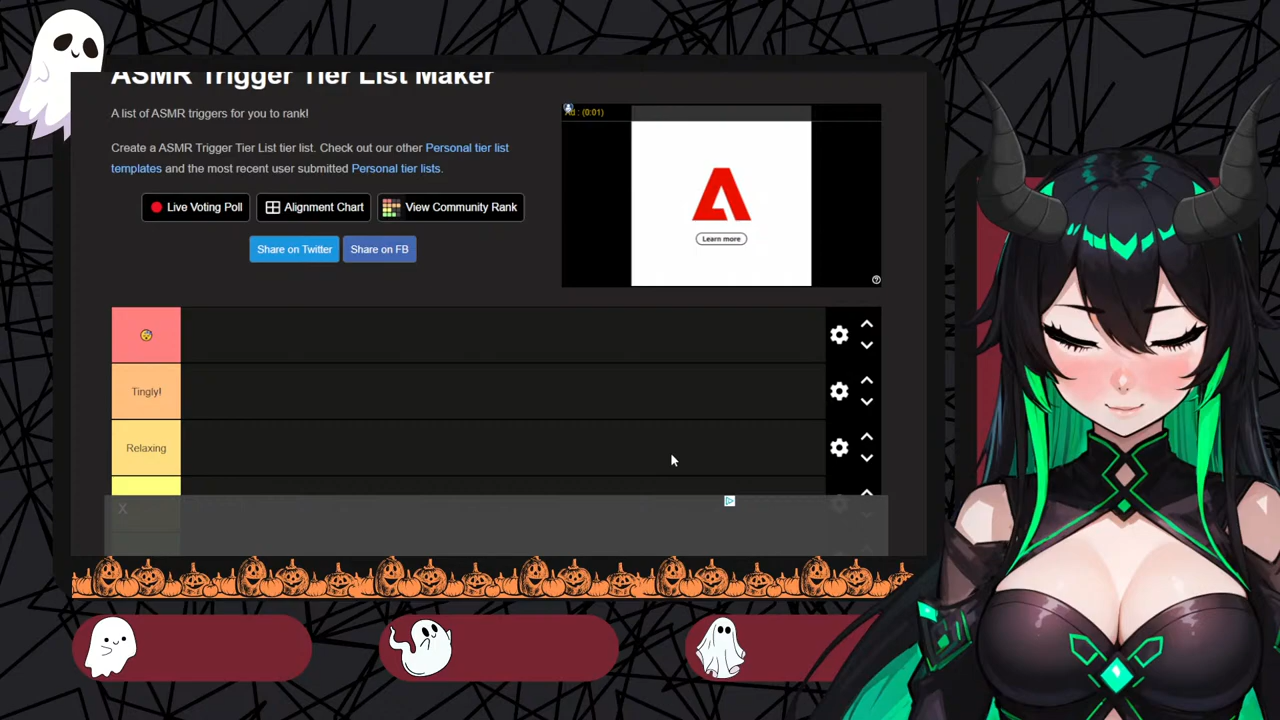 ASMR Trigger Tier List Maker
A list of ASMR triggers for you to rank!
Create a ASMR Trigger Tier List tier list. Check out our other Personal tier list
templates and the most recent user submitted Personal tier lists.
Live Voting Poll
Alignment Chart
View Community Rank
Share on Twitter
Share on FB
Ad : (0:01)
Learn more
Tingly!
Relaxing
X